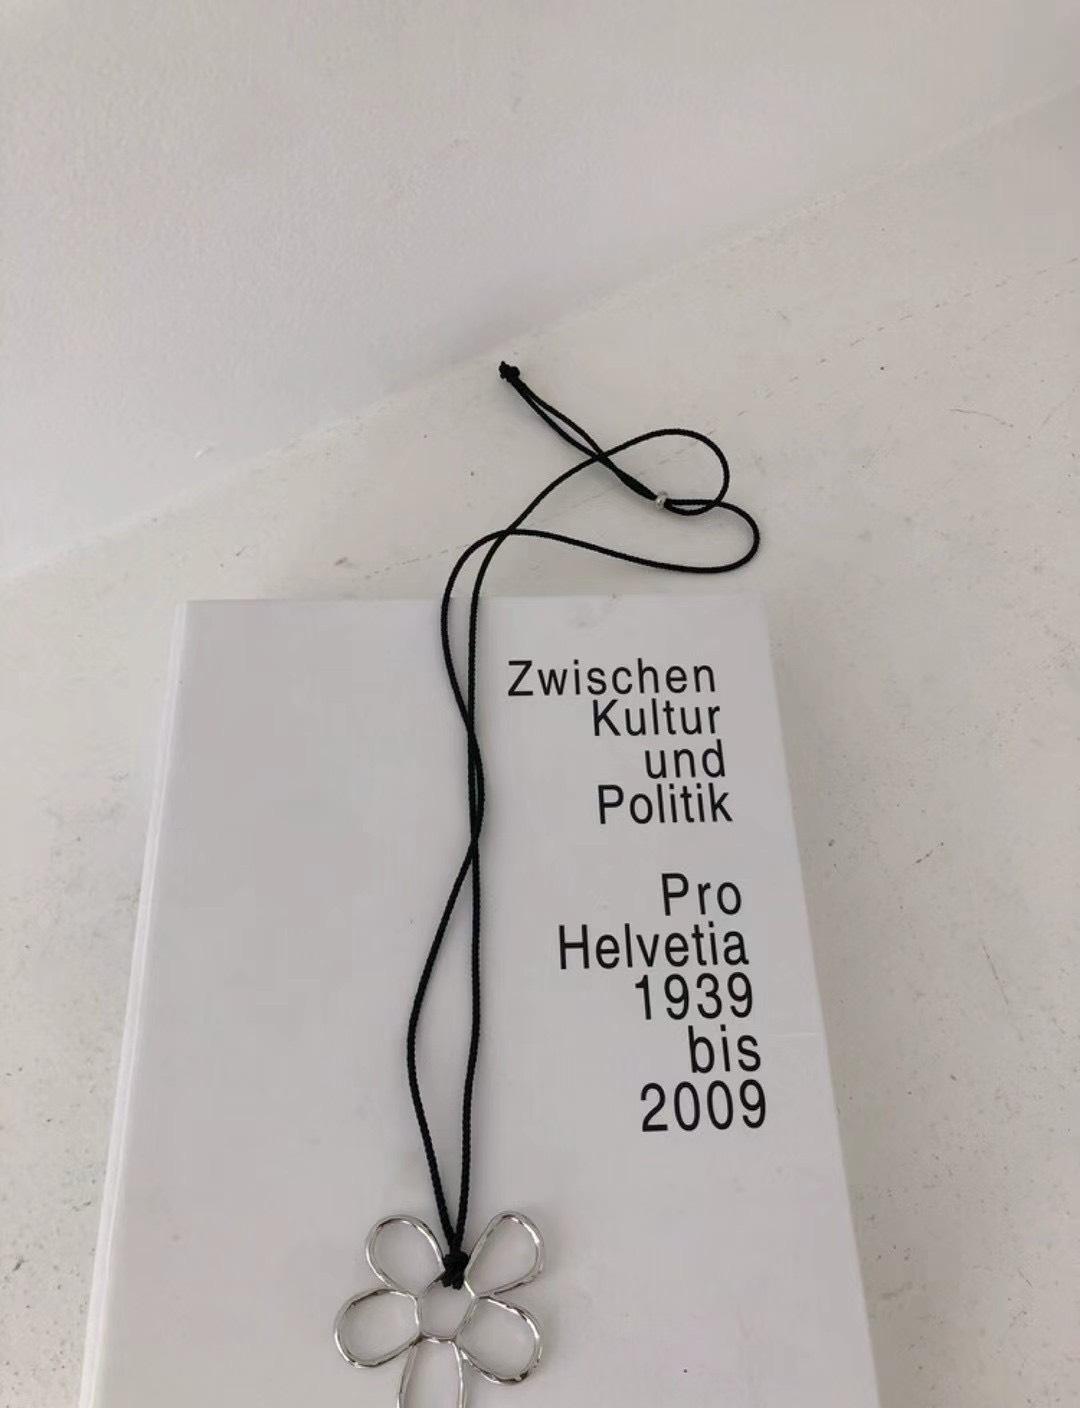 Zwischen
Kultur
und
Politik
Pro
Helvetia
1939
bis
2009